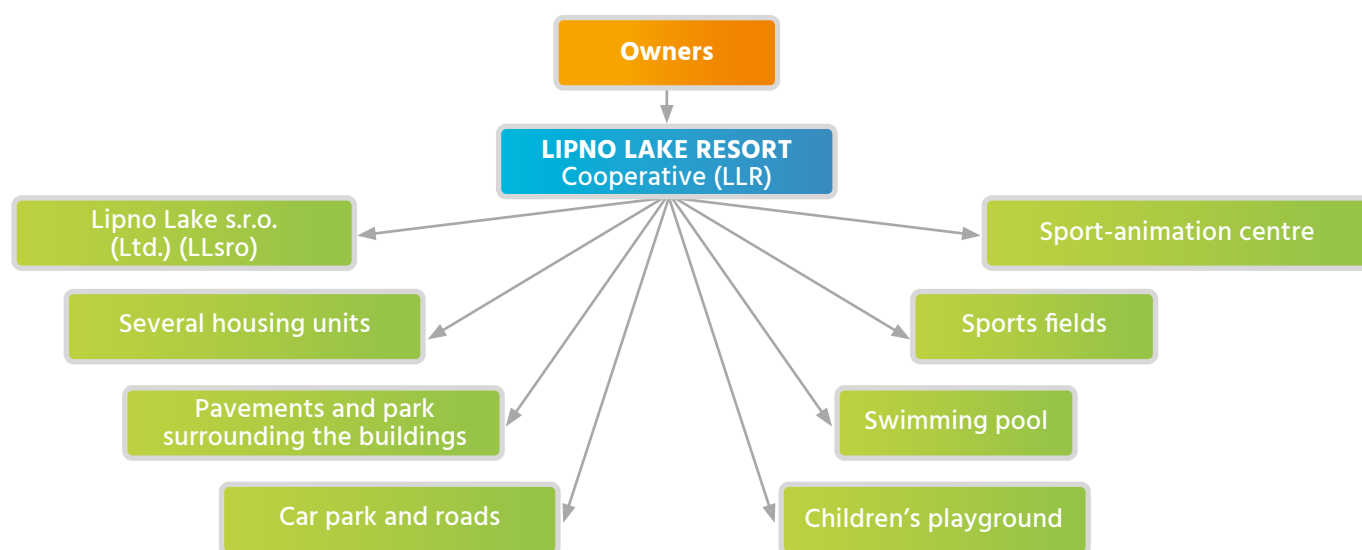 Owners
LIPNO LAKE RESORT
Cooperative (LLR)
Lipno Lake s.r.o.
(Ltd.) (LLsro)
Sport-animation centre
Several housing units
Sports fields
Pavements and park
surrounding the buildings
Swimming pool
Car park and roads
Children’s playground